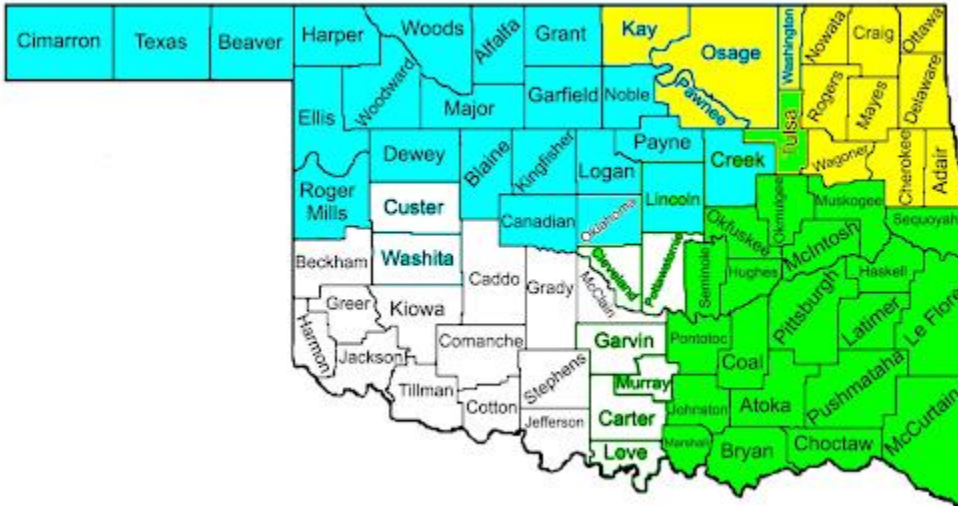 Cimarron
Texas
Beaver
Harper
Woods
Alfalfa
Grant
Kay
Osage
Washington
Nowata
Craig
Ottawa
Ellis
Woodward
Major
Garfield
Noble
Pawnee
Tulsa
Rogers
Mayes
Delaware
Roger
Mills
Dewey
Blaine
Kingfisher
Logan
Payne
Creek
Wagoner
Cherokee
Adair
Custer
Canadian
Oklahoma
Lincoln
Okfuskee
Okmulgee
Muskogee
Sequoyah
Beckham
Washita
Caddo
Grady
McClain
Cleveland
Pottawatomie
Seminole
Hughes
McIntosh
Haskell
Greer
Kiowa
Harmon
Jackson
Comanche
Garvin
Pontotoc
Pittsburgh
Latimer
Le Flore
Tillman
Cotton
Stephens
Jefferson
Murray
Carter
Love
Johnston
Coal
Atoka
Pushmataha
McCurtain
Marshall
Bryan
Choctaw